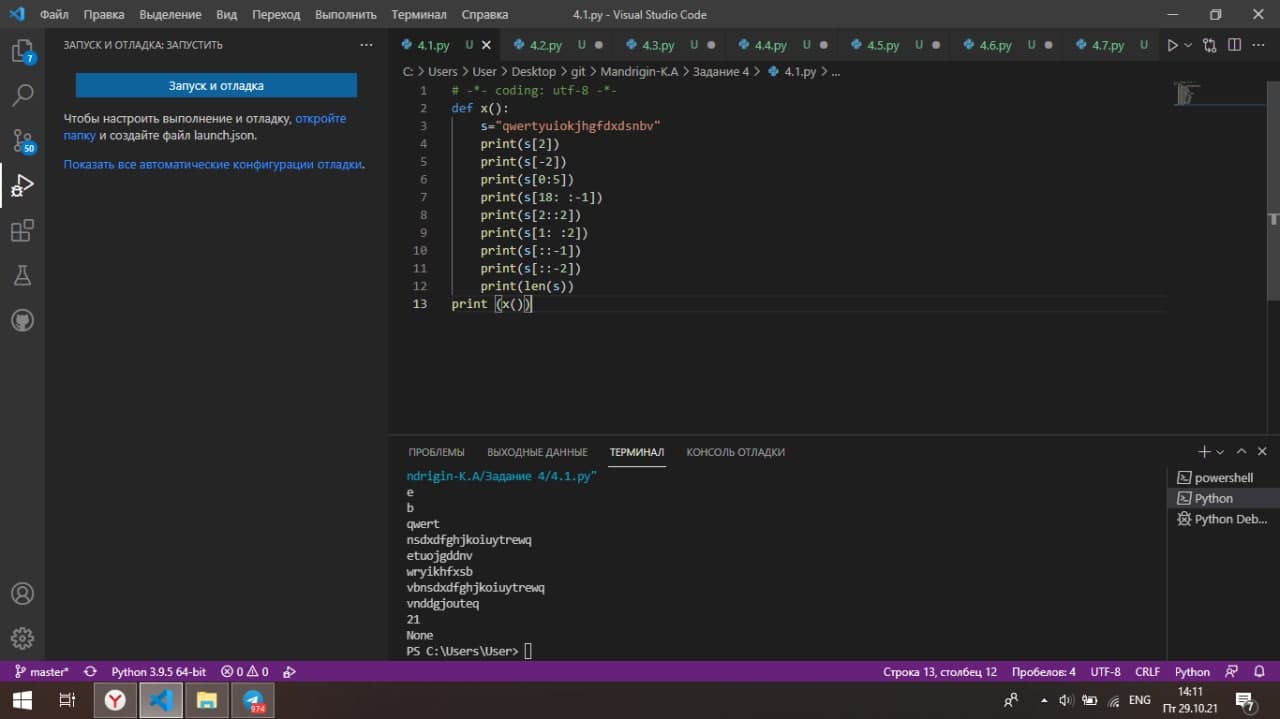 Файл Правка Выделение Вид Переход Выполнить Терминал Справка 4.1.py - Visual Studio Code
ЗАПУСК И ОТЛАДКА: ЗАПУСТИТЬ
4.1.py U 4.2.py U 4.3.py U 4.4.py U 4.5.py U 4.6.py U 4.7.py U
Запуск и отладка
Чтобы настроить выполнение и отладку, откройте
папку и создайте файл launch.json.
Показать все автоматические конфигурации отладки.
7
50
C: > Users > User > Desktop > git > Mandrigin-K.A > Задание 4 > 4.1.py > ...
1 # -*- coding: utf-8 -*-
2 def x():
3 s="qwertyuiokjhgfdxdsnbv"
4 print(s[2])
5 print(s[-2])
6 print(s[0:5])
7 print(s[18: :-1])
8 print(s[2::2])
9 print(s[1: :2])
10 print(s[::-1])
11 print(s[::-2])
12 print(len(s))
13 print (x())
ПРОБЛЕМЫ ВЫХОДНЫЕ ДАННЫЕ ТЕРМИНАЛ КОНСОЛЬ ОТЛАДКИ
ndrigin-K.A/Задание 4/4.1.py"
e
b
qwert
nsdxdfghjkoiuytrewq
etuojgddnv
wryikhfxsb
vbnsdxdfghjkoiuytrewq
vnddgjouteq
21
None
PS C:\Users\User>
powershell
Python
Python Deb...
master* Python 3.9.5 64-bit 0 0 Строка 13, столбец 12 Пробелов: 4 UTF-8 CRLF Python
974 ENG 14:11
Пт 29.10.21 7